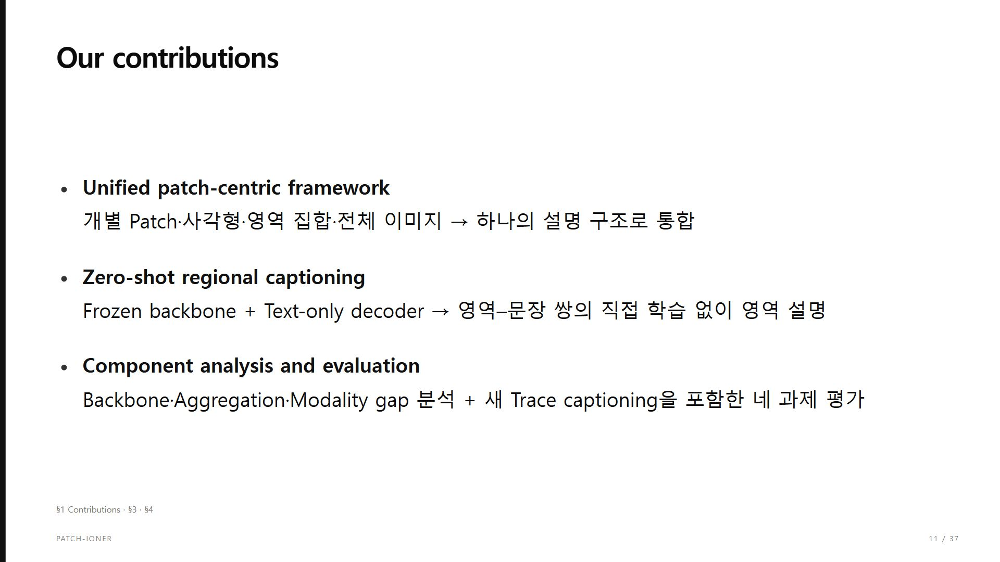 Our contributions
• Unified patch-centric framework
개별 Patch·사각형·영역 집합·전체 이미지 → 하나의 설명 구조로 통합
• Zero-shot regional captioning
Frozen backbone + Text-only decoder → 영역–문장 쌍의 직접 학습 없이 영역 설명
• Component analysis and evaluation
Backbone·Aggregation·Modality gap 분석 + 새 Trace captioning을 포함한 네 과제 평가
§1 Contributions · §3 · §4
PATCH-IONER
11 / 37